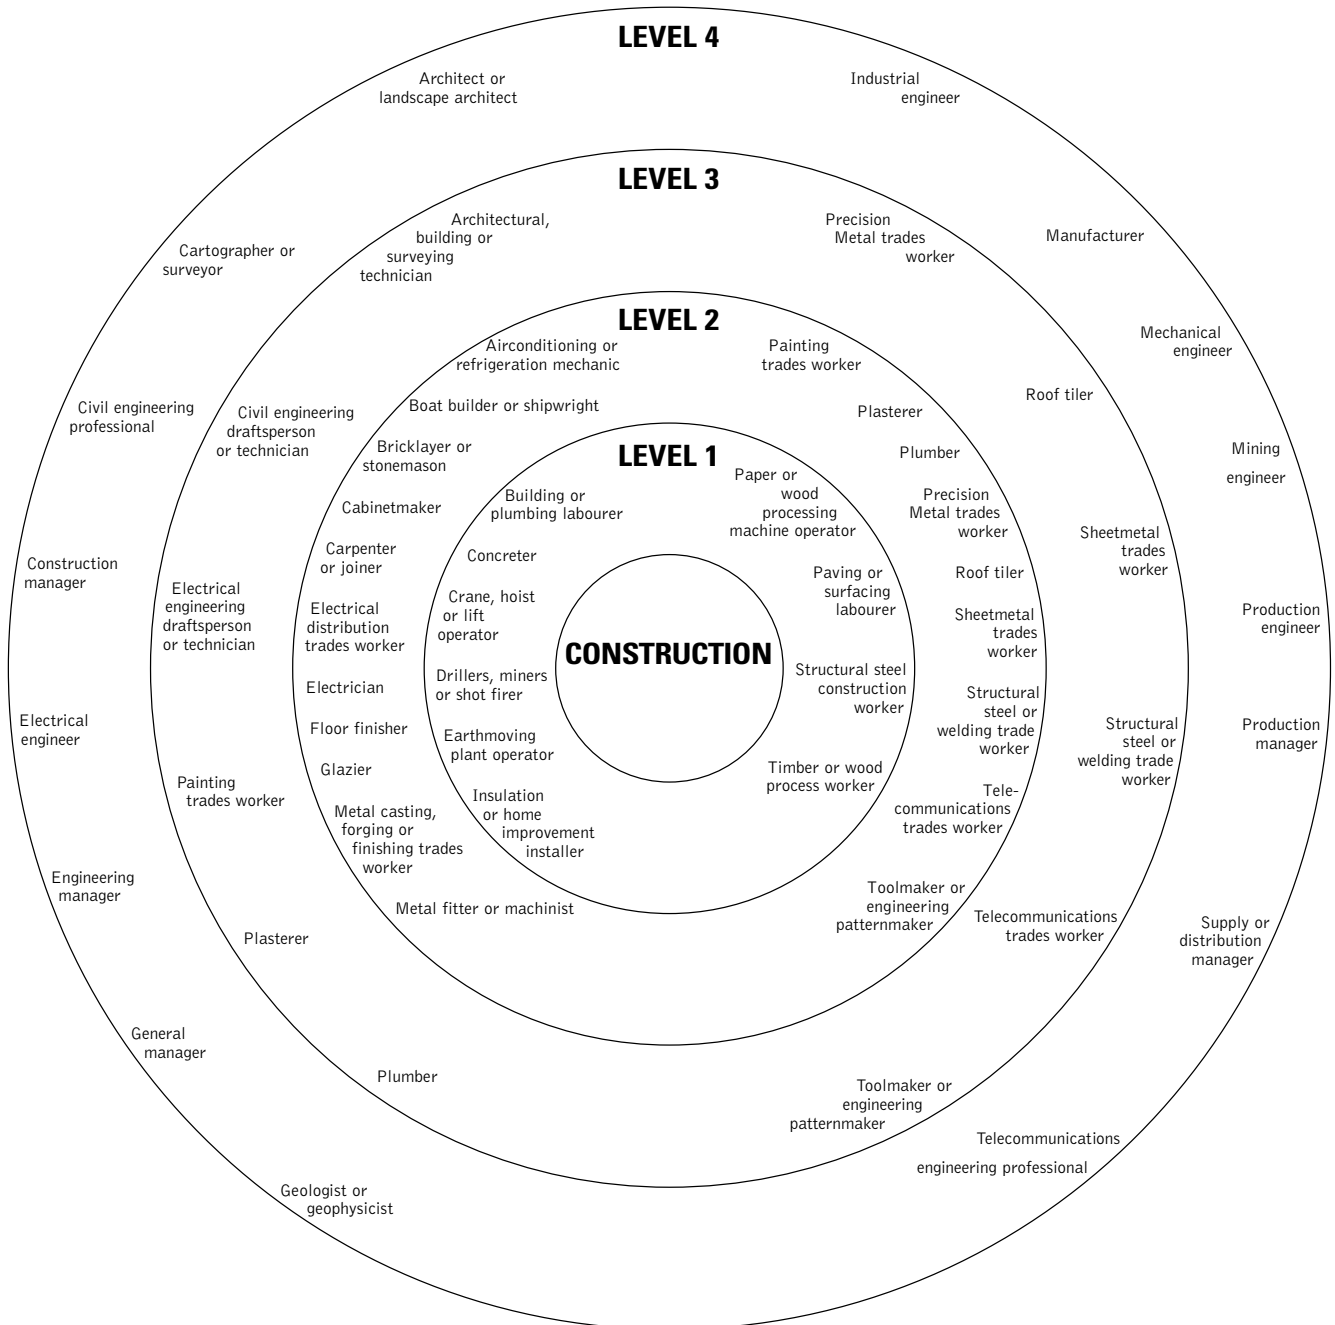 LEVEL 4
Architect or
landscape architect
Industrial
engineer
Cartographer or
surveyor
Manufacturer
Mechanical
engineer
Civil engineering
professional
Mining
engineer
Construction
manager
Production
engineer
Electrical
engineer
Production
manager
Engineering
manager
Supply or
distribution
manager
General
manager
Telecommunications
engineering professional
Geologist or
geophysicist
LEVEL 3
Architectural,
building or
surveying
technician
Precision
Metal trades
worker
Civil engineering
draftsperson
or technician
Roof tiler
Electrical
engineering
draftsperson
or technician
Sheetmetal
trades
worker
Painting
trades worker
Structural
steel or
welding trade
worker
Plasterer
Telecommunications
trades worker
Plumber
Toolmaker or
engineering
patternmaker
LEVEL 2
Airconditioning or
refrigeration mechanic
Boat builder or shipwright
Bricklayer or
stonemason
Cabinetmaker
Carpenter
or joiner
Electrical
distribution
trades worker
Electrician
Floor finisher
Glazier
Metal casting,
forging or
finishing trades
worker
Metal fitter or machinist
Painting
trades worker
Plasterer
Plumber
Precision
Metal trades
worker
Roof tiler
Sheetmetal
trades
worker
Structural
steel or
welding trade
worker
Tele-
communications
trades worker
Toolmaker or
engineering
patternmaker
LEVEL 1
Building or
plumbing labourer
Concreter
Crane, hoist
or lift
operator
Drillers, miners
or shot firer
Earthmoving
plant operator
Insulation
or home
improvement
installer
Paper or
wood
processing
machine operator
Paving or
surfacing
labourer
Structural steel
construction
worker
Timber or wood
process worker
CONSTRUCTION